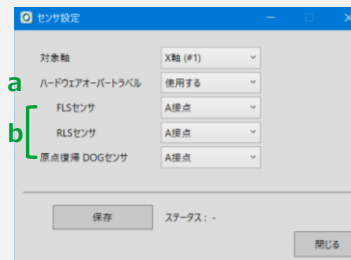 センサ設定
対象軸 X軸 (#1)
a ハードウェアオーバートラベル 使用する
FLSセンサ A接点
b
RLSセンサ A接点
原点復帰 DOGセンサ A接点
保存 ステータス： -
閉じる